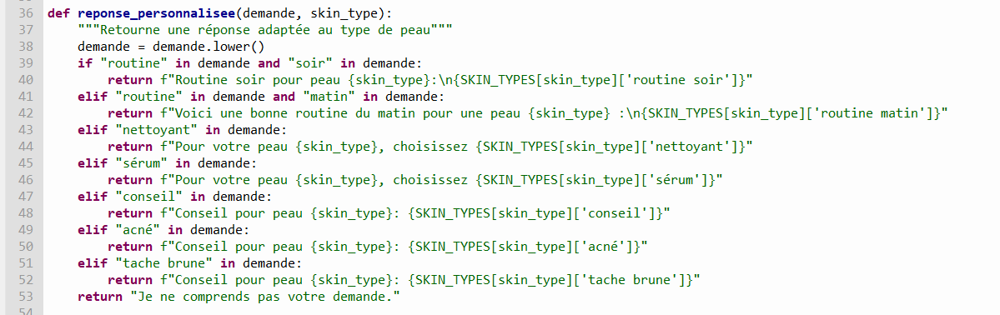 36 def reponse_personnalisee(demande, skin_type):
37     """Retourne une réponse adaptée au type de peau"""
38     demande = demande.lower()
39     if "routine" in demande and "soir" in demande:
40         return f"Routine soir pour peau {skin_type}:\n{SKIN_TYPES[skin_type]['routine soir']}"
41     elif "routine" in demande and "matin" in demande:
42         return f"Voici une bonne routine du matin pour une peau {skin_type} :\n{SKIN_TYPES[skin_type]['routine matin']}"
43     elif "nettoyant" in demande:
44         return f"Pour votre peau {skin_type}, choisissez {SKIN_TYPES[skin_type]['nettoyant']}"
45     elif "sérum" in demande:
46         return f"Pour votre peau {skin_type}, choisissez {SKIN_TYPES[skin_type]['sérum']}"
47     elif "conseil" in demande:
48         return f"Conseil pour peau {skin_type}: {SKIN_TYPES[skin_type]['conseil']}"
49     elif "acné" in demande:
50         return f"Conseil pour peau {skin_type}: {SKIN_TYPES[skin_type]['acné']}"
51     elif "tache brune" in demande:
52         return f"Conseil pour peau {skin_type}: {SKIN_TYPES[skin_type]['tache brune']}"
53     return "Je ne comprends pas votre demande."
54